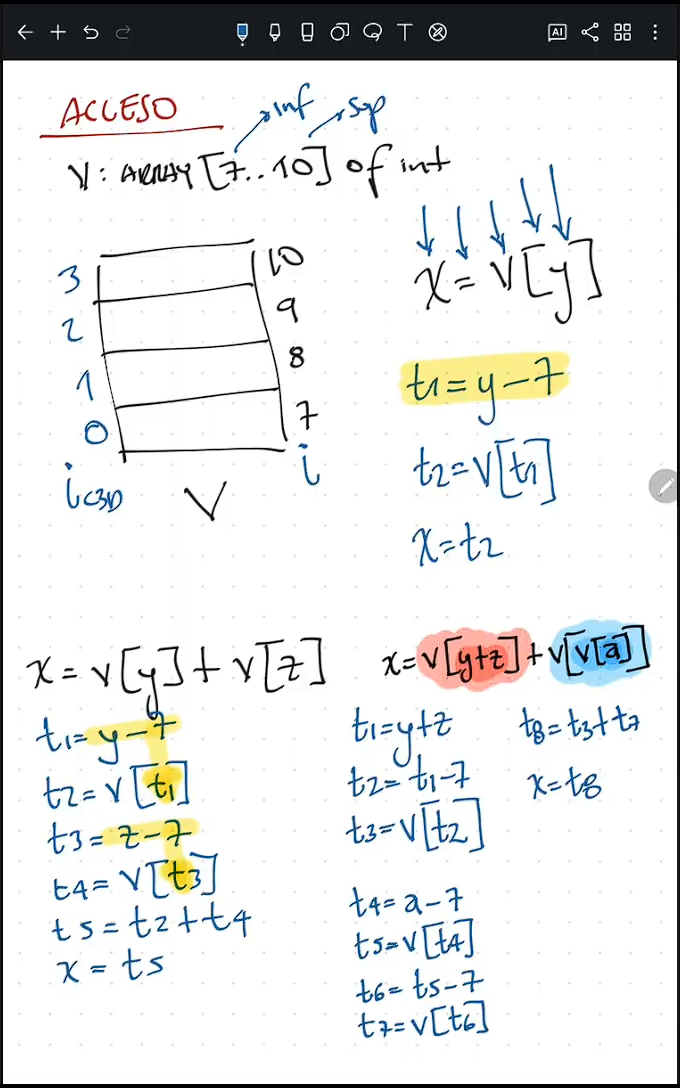 AI
T
ACCESO
inf
sup
V: ARRAY [7..10] of int
3
2
1
0
iC3D
10
9
8
7
i
V
x = v[y]
t1 = y - 7
t2 = v[t1]
x = t2
x = v[y] + v[z]
t1 = y - 7
t2 = v[t1]
t3 = z - 7
t4 = v[t3]
t5 = t2 + t4
x = t5
x = v[y+z] + v[v[a]]
t1 = y+z
t2 = t1 - 7
t3 = v[t2]
t4 = a - 7
t5 = v[t4]
t6 = t5 - 7
t7 = v[t6]
t8 = t3 + t7
x = t8